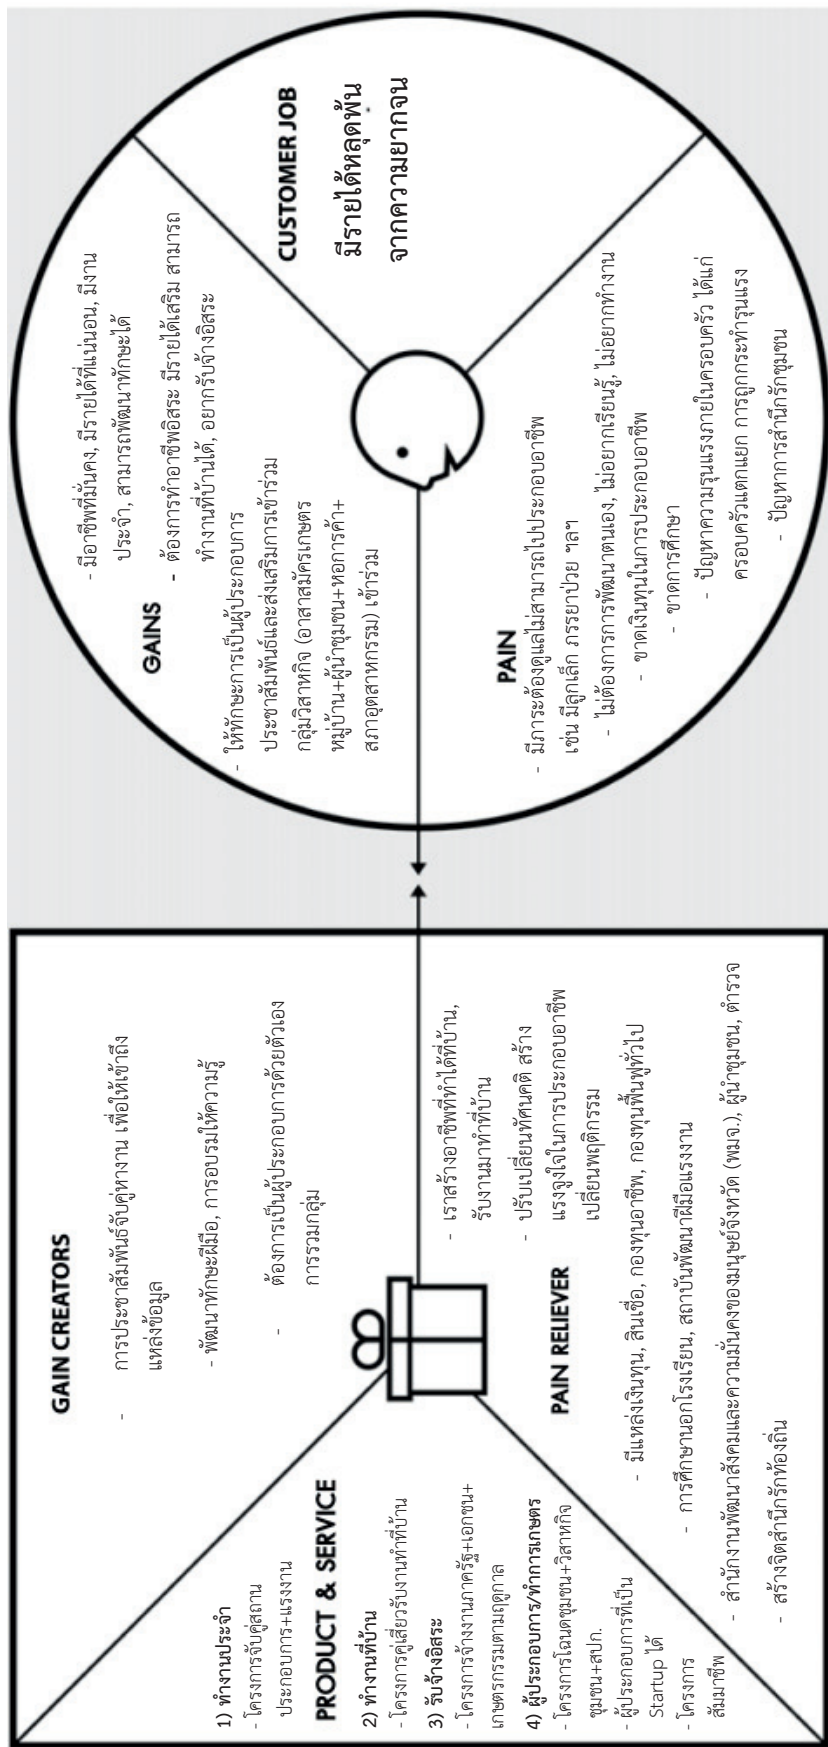 GAIN CREATORS
- การประชาสัมพันธ์จับคู่หางาน เพื่อให้เข้าถึง
แหล่งข้อมูล
- พัฒนาทักษะฝีมือ, การอบรมให้ความรู้
- ต้องการเป็นผู้ประกอบการด้วยตัวเอง
การรวมกลุ่ม
1) ทำงานประจำ
- โครงการจับคู่สถาน
ประกอบการ+แรงงาน
PRODUCT & SERVICE
2) ทำงานที่บ้าน
- โครงการคู่เสี่ยวรับงานทำที่บ้าน
3) รับจ้างอิสระ
- โครงการจ้างงานภาครัฐ+เอกชน+
เกษตรกรรมตามฤดูกาล
4) ผู้ประกอบการ/ทำการเกษตร
- โครงการโฉนดชุมชน+วิสาหกิจ
ชุมชน+สปก.
- ผู้ประกอบการที่เป็น
Startup ได้
- โครงการ
สัมมาชีพ
- เราสร้างอาชีพที่ทำได้ที่บ้าน,
รับงานมาทำที่บ้าน
- ปรับเปลี่ยนทัศนคติ สร้าง
แรงจูงใจในการประกอบอาชีพ
เปลี่ยนพฤติกรรม
PAIN RELIEVER
- มีแหล่งเงินทุน, สินเชื่อ, กองทุนอาชีพ, กองทุนฟื้นฟูทั่วไป
- การศึกษานอกโรงเรียน, สถาบันพัฒนาฝีมือแรงงาน
- สำนักงานพัฒนาสังคมและความมั่นคงของมนุษย์จังหวัด (พมจ.), ผู้นำชุมชน, ตำรวจ
- สร้างจิตสำนึกรักท้องถิ่น
- มีอาชีพที่มั่นคง, มีรายได้ที่แน่นอน, มีงาน
ประจำ, สามารถพัฒนาทักษะได้
GAINS
- ต้องการทำอาชีพอิสระ มีรายได้เสริม สามารถ
ทำงานที่บ้านได้, อยากรับจ้างอิสระ
- ให้ทักษะการเป็นผู้ประกอบการ
ประชาสัมพันธ์และส่งเสริมการเข้าร่วม
กลุ่มวิสาหกิจ (อาสาสมัครเกษตร
หมู่บ้าน+ผู้นำชุมชน+หอการค้า+
สภาอุตสาหกรรม) เข้าร่วม
CUSTOMER JOB
มีรายได้หลุดพ้น
จากความยากจน
PAIN
- มีภาระต้องดูแลไม่สามารถไปประกอบอาชีพ
เช่น มีลูกเล็ก ภรรยาป่วย ฯลฯ
- ไม่ต้องการการพัฒนาตนเอง, ไม่อยากเรียนรู้, ไม่อยากทำงาน
- ขาดเงินทุนในการประกอบอาชีพ
- ขาดการศึกษา
- ปัญหาความรุนแรงภายในครอบครัว ได้แก่
ครอบครัวแตกแยก การถูกกระทำรุนแรง
- ปัญหาการสำนึกรักชุมชน